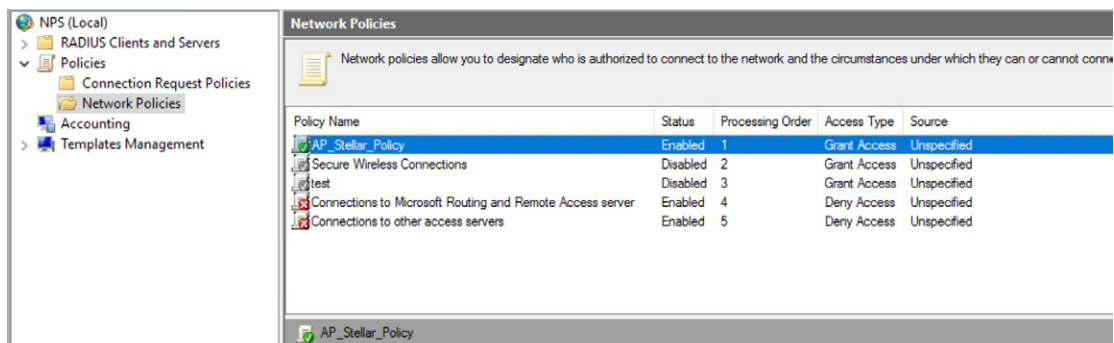 NPS (Local)
RADIUS Clients and Servers
Policies
Connection Request Policies
Network Policies
Accounting
Templates Management
Network Policies
Network policies allow you to designate who is authorized to connect to the network and the circumstances under which they can or cannot
Policy Name Status Processing Order Access Type Source
AP_Stellar_Policy Enabled 1 Grant Access Unspecified
Secure Wireless Connections Disabled 2 Grant Access Unspecified
test Disabled 3 Grant Access Unspecified
Connections to Microsoft Routing and Remote Access server Enabled 4 Deny Access Unspecified
Connections to other access servers Enabled 5 Deny Access Unspecified
AP_Stellar_Policy